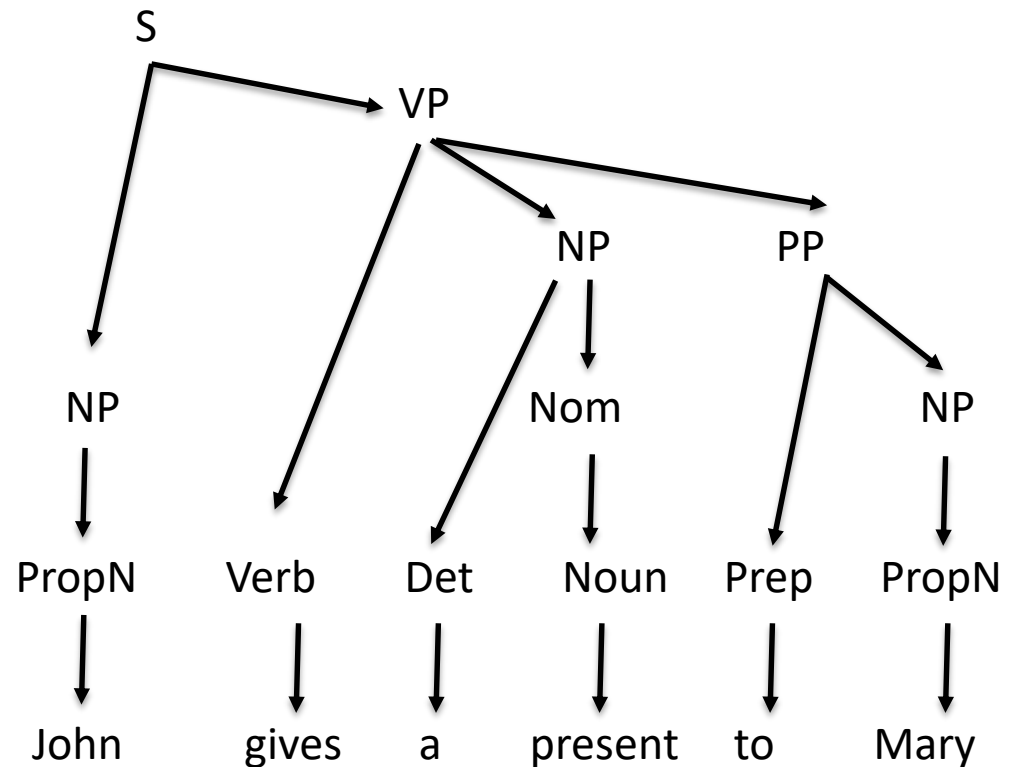 S
VP
NP PP
NP Nom NP
PropN Verb Det Noun Prep PropN
John gives a present to Mary